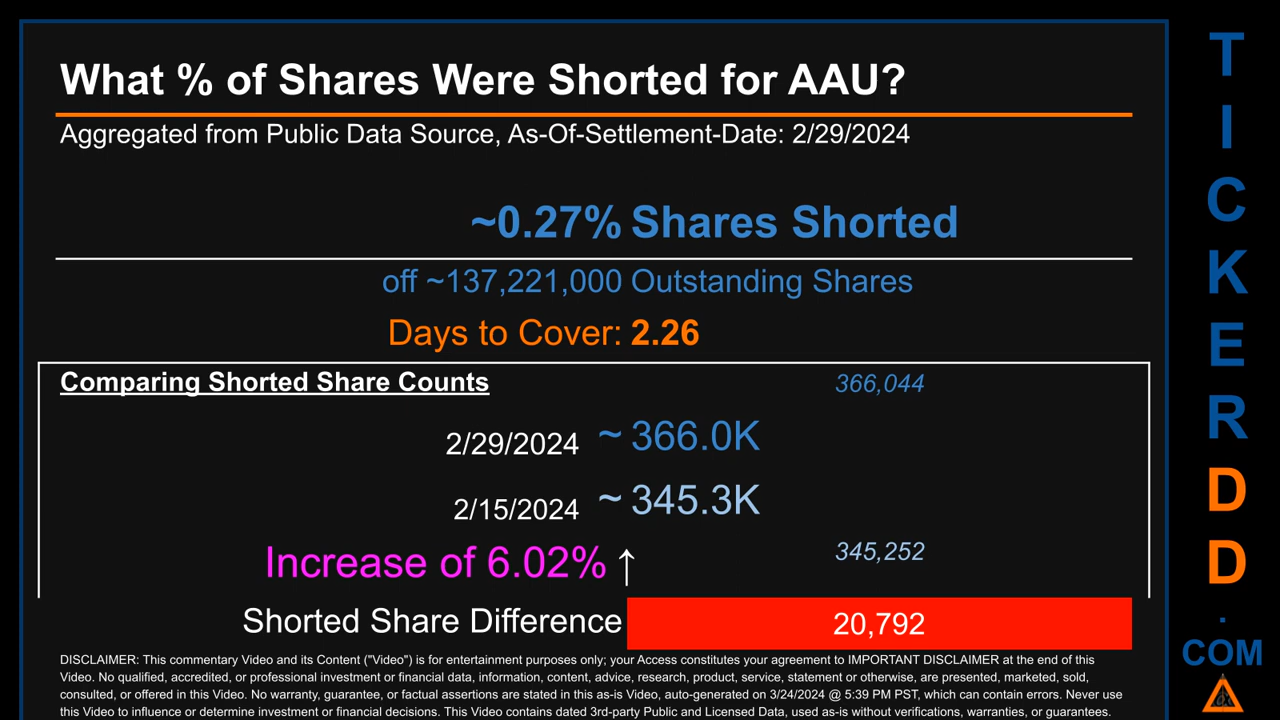 What % of Shares Were Shorted for AAU?
Aggregated from Public Data Source, As-Of-Settlement-Date: 2/29/2024
~0.27% Shares Shorted
off ~137,221,000 Outstanding Shares
Days to Cover: 2.26
Comparing Shorted Share Counts
366,044
2/29/2024 ~ 366.0K
2/15/2024 ~ 345.3K
345,252
Increase of 6.02% ↑
Shorted Share Difference 20,792
DISCLAIMER: This commentary Video and its Content ("Video") is for entertainment purposes only; your Access constitutes your agreement to IMPORTANT DISCLAIMER at the end of this
Video. No qualified, accredited, or professional investment or financial data, information, content, advice, research, product, service, statement or otherwise, are presented, marketed, sold,
consulted, or offered in this Video. No warranty, guarantee, or factual assertions are stated in this as-is Video, auto-generated on 3/24/2024 @ 5:39 PM PST, which can contain errors. Never use
this Video to influence or determine investment or financial decisions. This Video contains dated 3rd-party Public and Licensed Data, used as-is without verifications, warranties, or guarantees.
T
I
C
K
E
R
D
D
.
COM